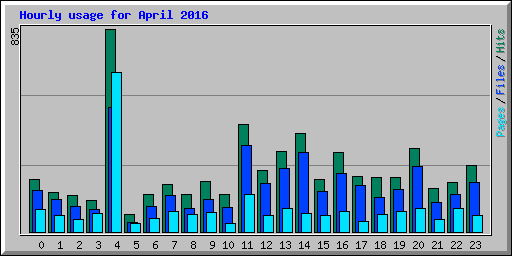 Hourly usage for April 2016
835
Pages / Files / Hits
0 1 2 3 4 5 6 7 8 9 10 11 12 13 14 15 16 17 18 19 20 21 22 23